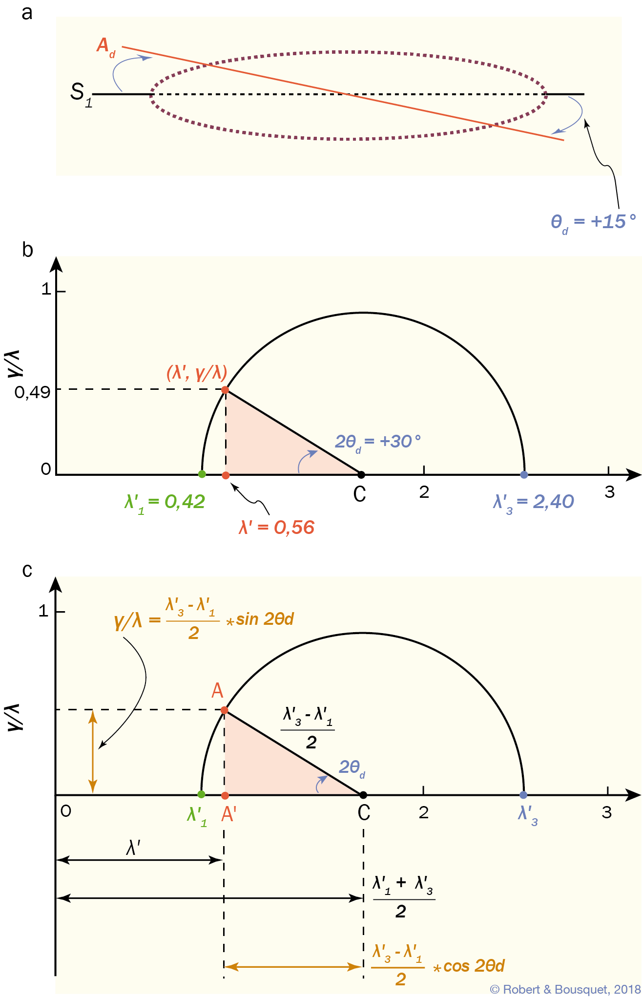 a
A_d
S_1
θ_d = +15°
b
1
γ/λ
(λ', γ/λ)
0,49
2θ_d = +30°
0
C
2
3
λ'_1 = 0,42
λ'_3 = 2,40
λ' = 0,56
c
1
γ/λ = (λ'_3 - λ'_1)/2 * sin 2θd
A
γ/λ
(λ'_3 - λ'_1)/2
2θ_d
0
λ'_1
A'
C
2
λ'_3
3
λ'
(λ'_1 + λ'_3)/2
(λ'_3 - λ'_1)/2 * cos 2θd
© Robert & Bousquet, 2018